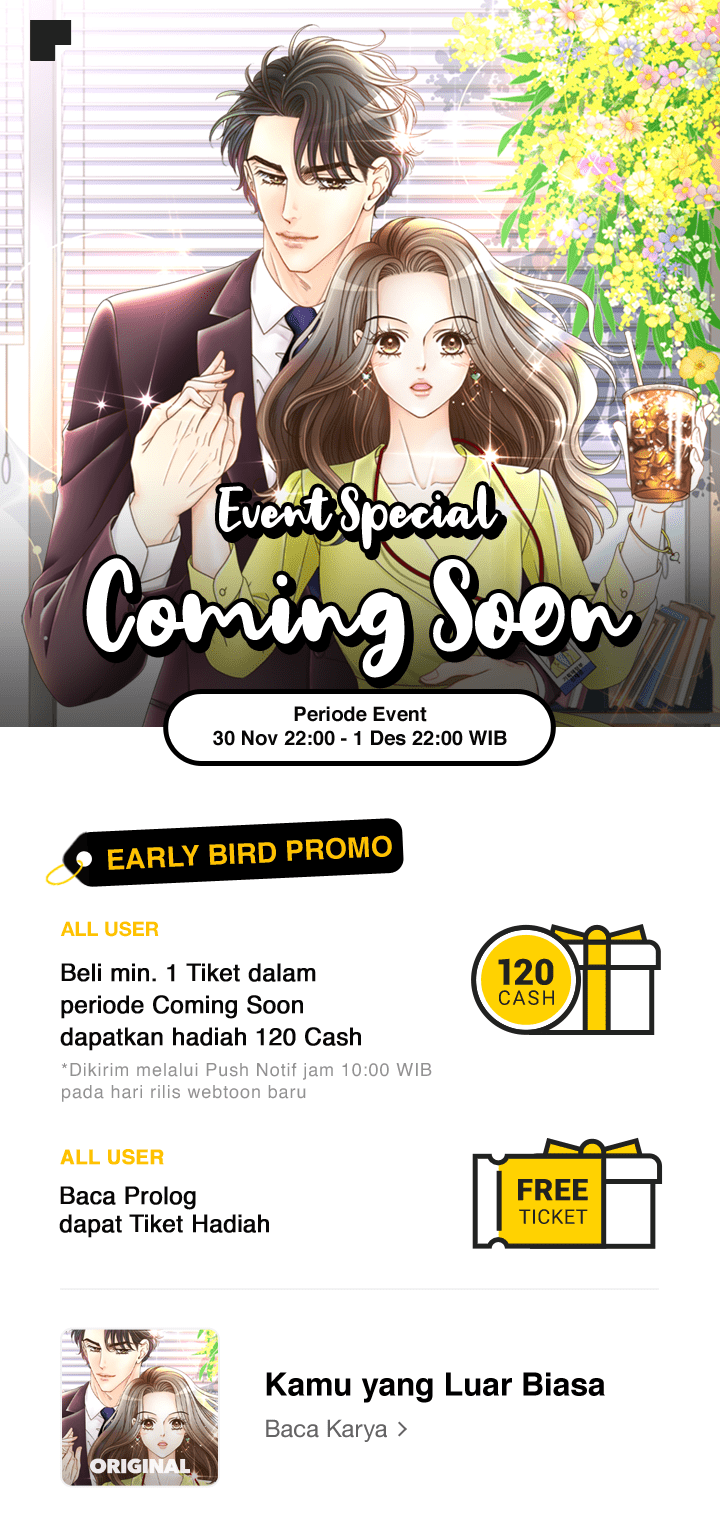 Event Special
Coming Soon
Periode Event
30 Nov 22:00 - 1 Des 22:00 WIB
EARLY BIRD PROMO
ALL USER
Beli min. 1 Tiket dalam
periode Coming Soon
dapatkan hadiah 120 Cash
*Dikirim melalui Push Notif jam 10:00 WIB
pada hari rilis webtoon baru
120
CASH
ALL USER
Baca Prolog
dapat Tiket Hadiah
FREE
TICKET
ORIGINAL
Kamu yang Luar Biasa
Baca Karya >